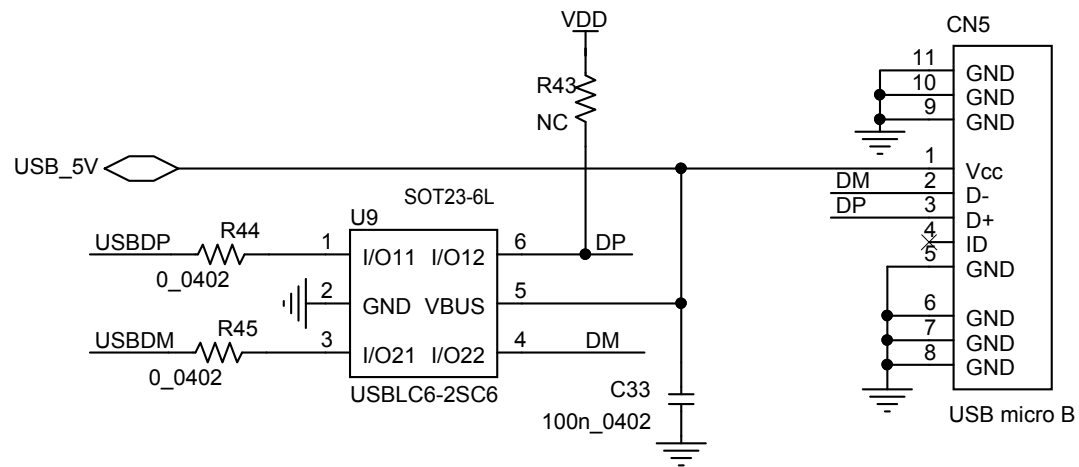 VDD
CN5
R43
NC
11
GND
10
GND
9
GND
USB_5V
1
Vcc
DM
2
D-
DP
3
D+
4
ID
5
GND
6
GND
7
GND
8
GND
USB micro B
SOT23-6L
U9
USBDP
R44
0_0402
1
I/O11
I/O12
6
DP
2
GND
VBUS
5
USBDM
R45
0_0402
3
I/O21
I/O22
4
DM
USBLC6-2SC6
C33
100n_0402